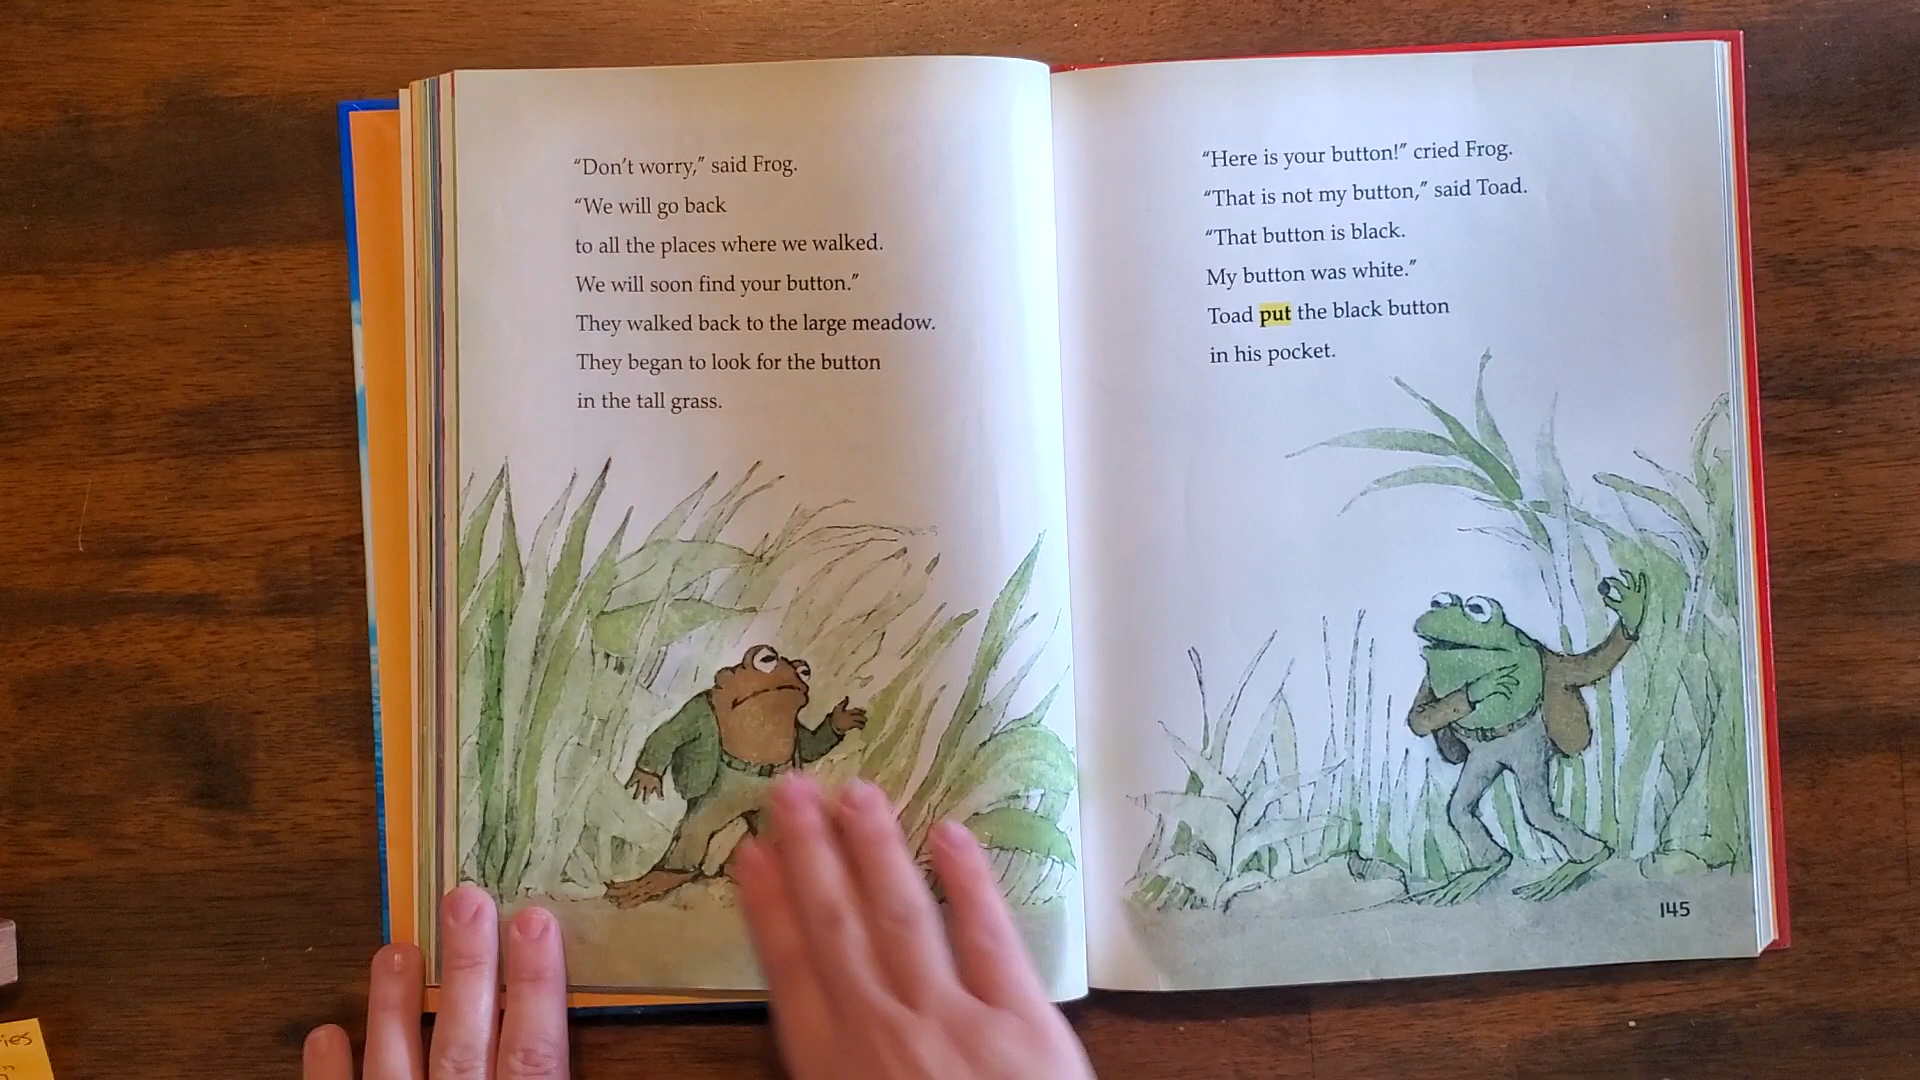 “Don’t worry,” said Frog.
“We will go back
to all the places where we walked.
We will soon find your button.”
They walked back to the large meadow.
They began to look for the button
in the tall grass.
“Here is your button!” cried Frog.
“That is not my button,” said Toad.
“That button is black.
My button was white.”
Toad put the black button
in his pocket.
145
ies